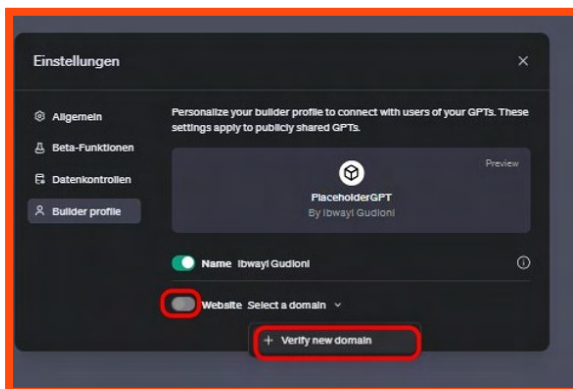 Einstellungen
Allgemein
Beta-Funktionen
Datenkontrollen
Builder profile
Personalize your builder profile to connect with users of your GPTs. These
settings apply to publicly shared GPTs.
Preview
PlaceholderGPT
By Ibwayi Gudioni
Name Ibwayi Gudioni
Website Select a domain
+ Verify new domain